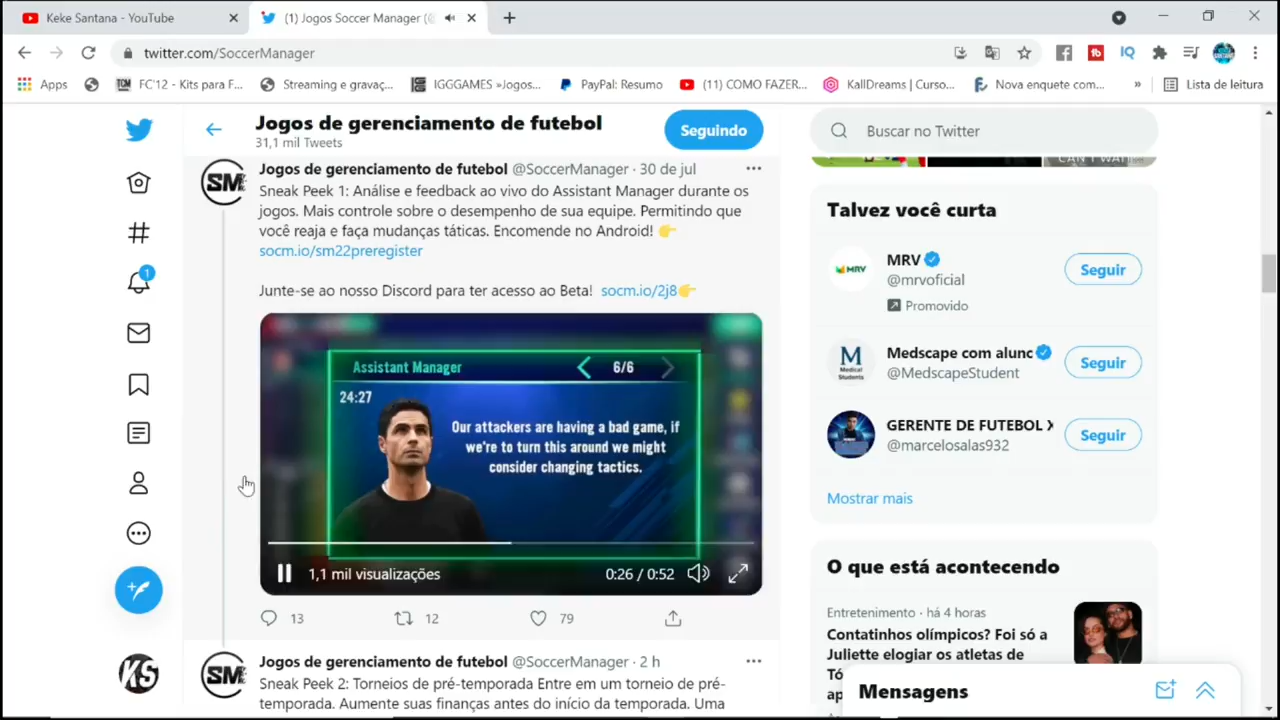 Keke Santana - YouTube
(1) Jogos Soccer Manager (@
twitter.com/SoccerManager
Apps
FC'12 - Kits para F...
Streaming e gravaç...
IGGGAMES »Jogos...
PayPal: Resumo
(11) COMO FAZER...
KallDreams | Curso...
Nova enquete com...
»
Lista de leitura
Jogos de gerenciamento de futebol
31,1 mil Tweets
Seguindo
Buscar no Twitter
Jogos de gerenciamento de futebol @SoccerManager · 30 de jul
Sneak Peek 1: Análise e feedback ao vivo do Assistant Manager durante os
jogos. Mais controle sobre o desempenho de sua equipe. Permitindo que
você reaja e faça mudanças táticas. Encomende no Android! 👉
socm.io/sm22preregister
Junte-se ao nosso Discord para ter acesso ao Beta! socm.io/2j8👉
SM
Assistant Manager
6/6
24:27
Our attackers are having a bad game, if
we're to turn this around we might
consider changing tactics.
1,1 mil visualizações
0:26 / 0:52
13
12
79
Jogos de gerenciamento de futebol @SoccerManager · 2 h
Sneak Peek 2: Torneios de pré-temporada Entre em um torneio de pré-
temporada. Aumente suas finanças antes do início da temporada. Uma
SM
1
KS
Talvez você curta
MRV
MRV
@mrvoficial
Promovido
Seguir
M
Medical
Students
Medscape com alunc
@MedscapeStudent
Seguir
GERENTE DE FUTEBOL
@marcelosalas932
Seguir
Mostrar mais
O que está acontecendo
Entretenimento · há 4 horas
Contatinhos olímpicos? Foi só a
Juliette elogiar os atletas de
Mensagens
IQ
tb